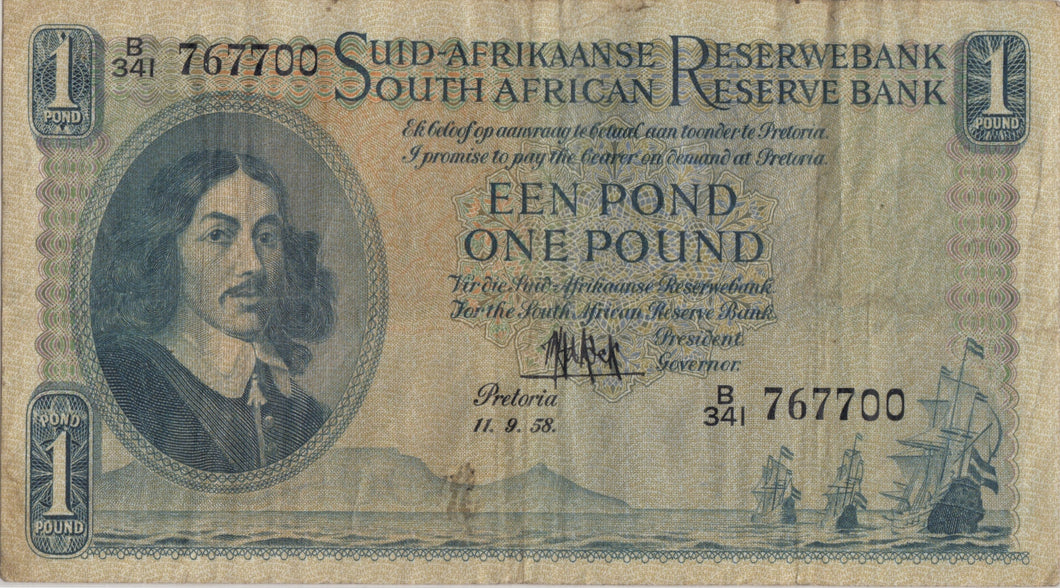 1
POND
B
341 767700
SUID-AFRIKAANSE RESERWEBANK
SOUTH AFRICAN RESERVE BANK
1
POUND
Ek beloof op aanvraag te betaal aan toonder te Pretoria.
I promise to pay the bearer on demand at Pretoria.
EEN POND
ONE POUND
Vir die Suid-Afrikaanse Reserwebank
For the South African Reserve Bank
President.
Governor.
Pretoria
11. 9. 58.
B
341 767700
POND
1
POUND